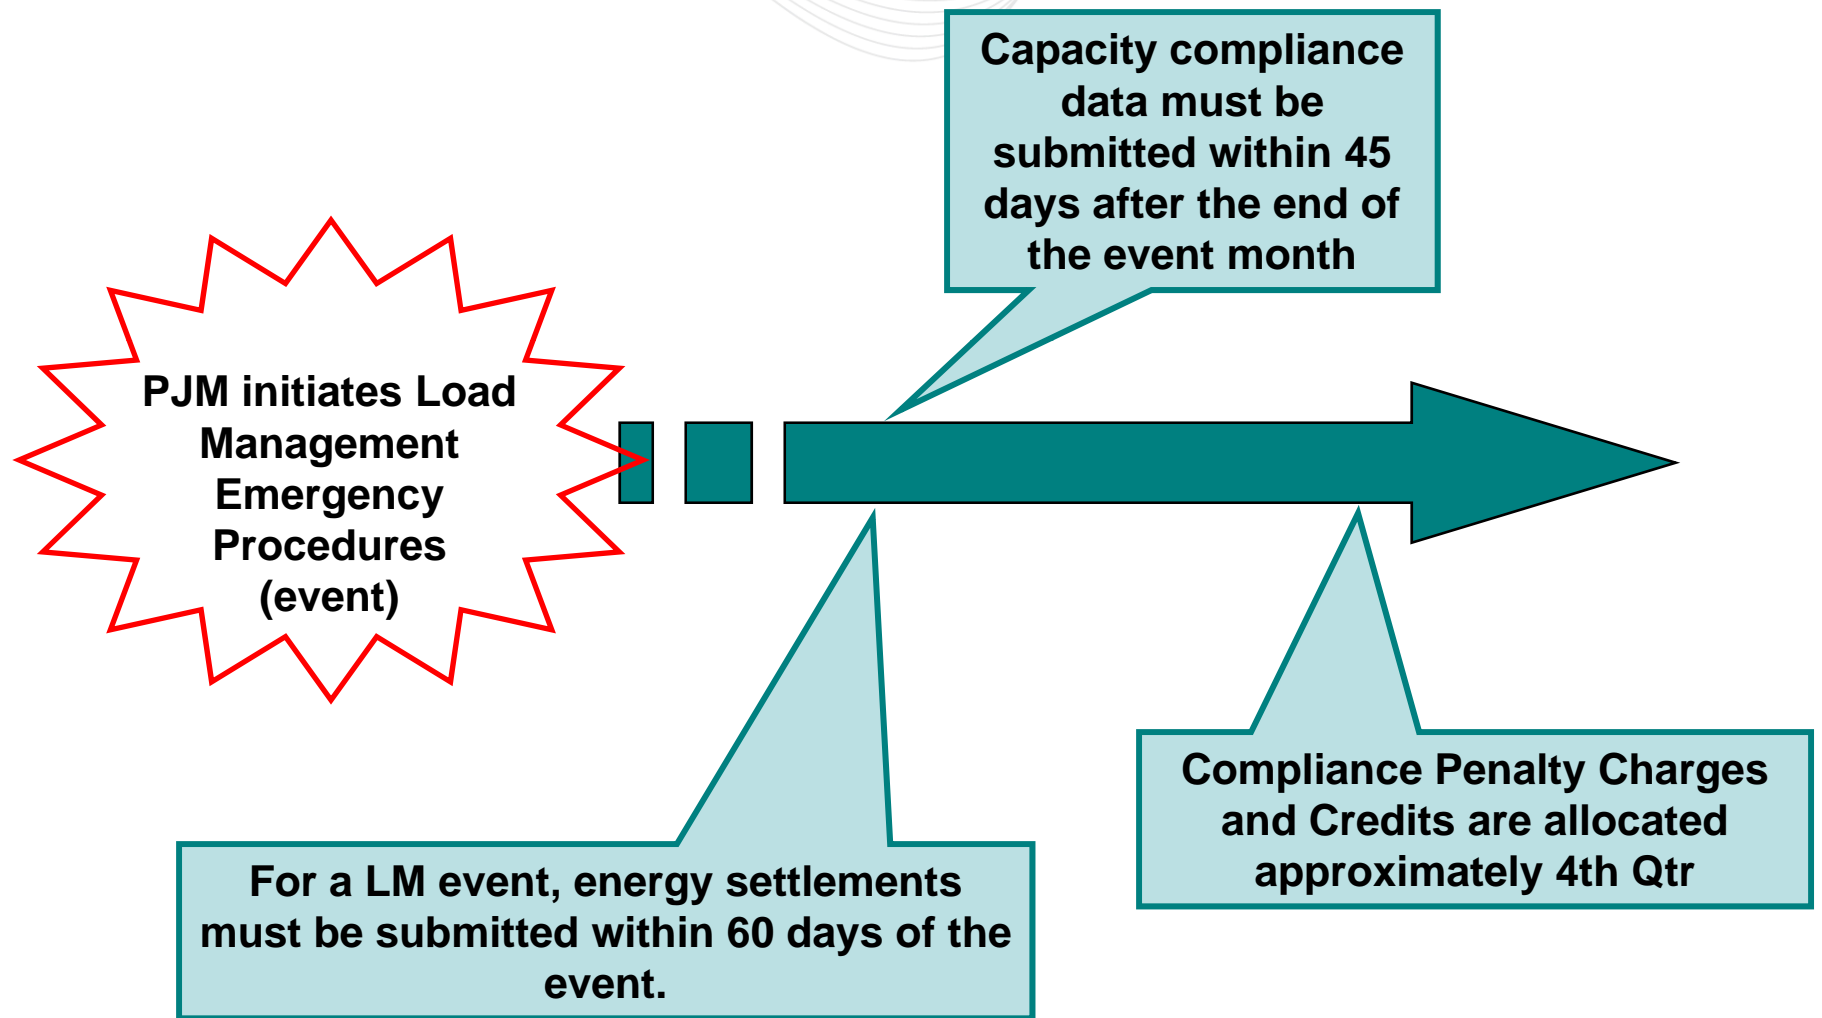 Capacity compliance
data must be
submitted within 45
days after the end of
the event month
PJM initiates Load
Management
Emergency
Procedures
(event)
For a LM event, energy settlements
must be submitted within 60 days of the
event.
Compliance Penalty Charges
and Credits are allocated
approximately 4th Qtr